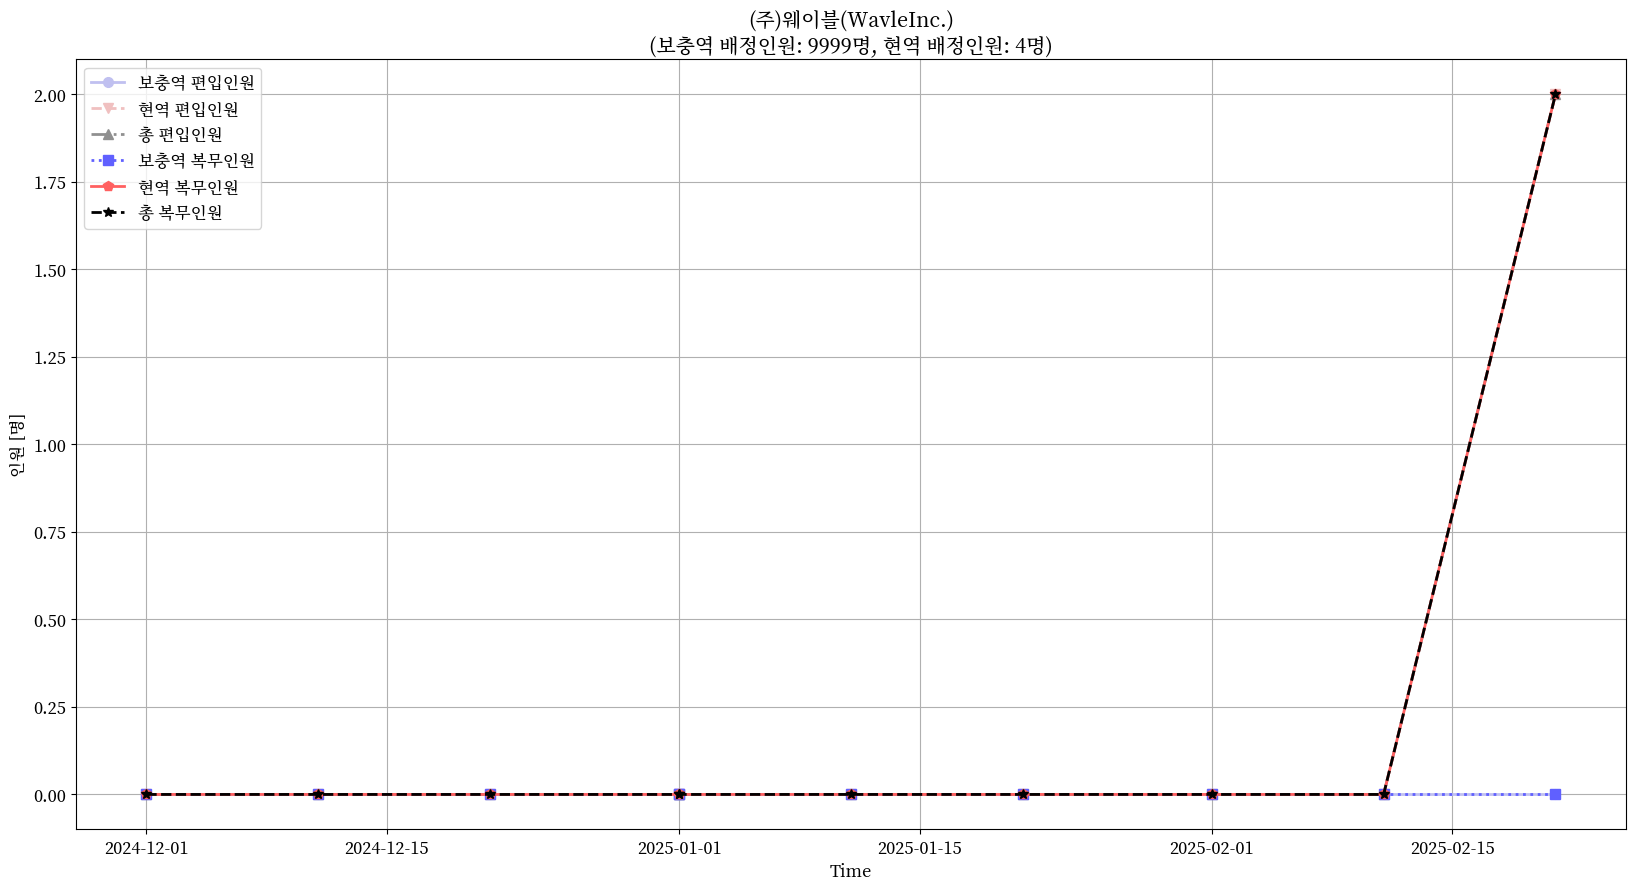 (주)웨이블(WavleInc.)
(보충역 배정인원: 9999명, 현역 배정인원: 4명)
보충역 편입인원
현역 편입인원
총 편입인원
보충역 복무인원
현역 복무인원
총 복무인원
2.00
1.75
1.50
1.25
1.00
0.75
0.50
0.25
0.00
인원 [명]
2024-12-01 2024-12-15 2025-01-01 2025-01-15 2025-02-01 2025-02-15
Time